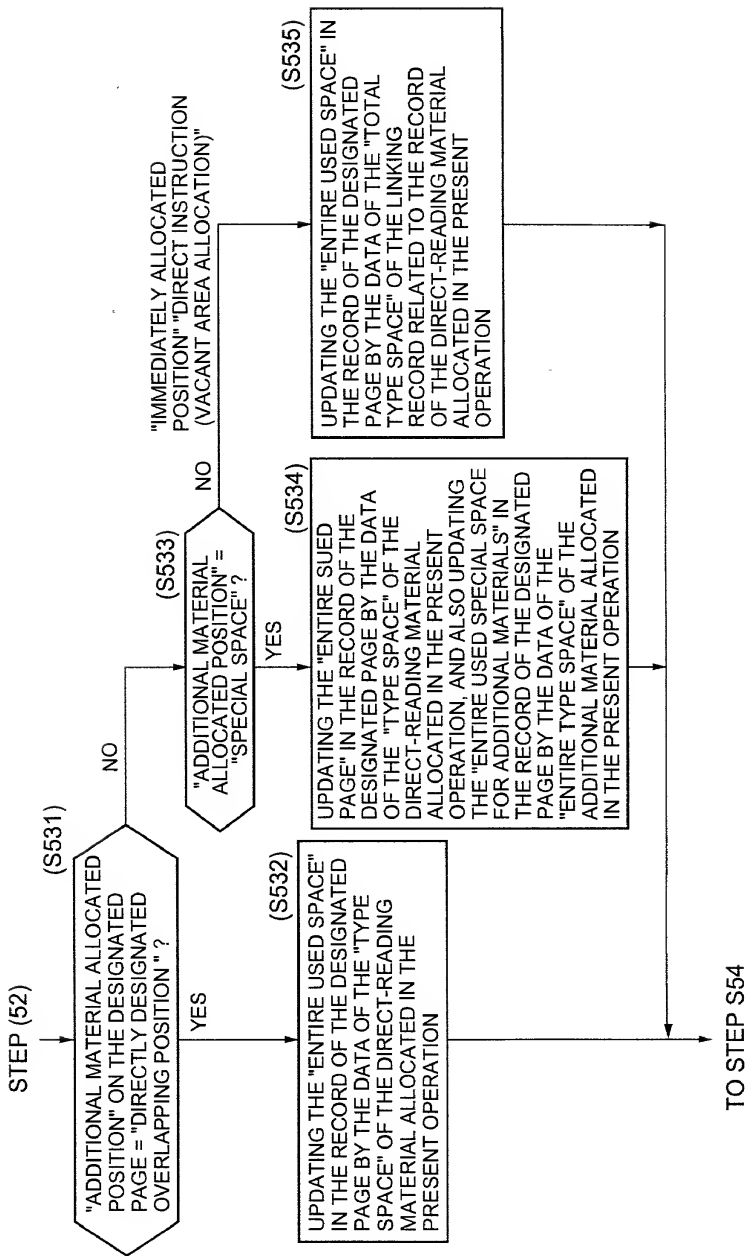 STEP (52)
(S531)
"ADDITIONAL MATERIAL ALLOCATED
POSITION" ON THE DESIGNATED
PAGE = "DIRECTLY DESIGNATED
OVERLAPPING POSITION" ?
YES
NO
(S532)
UPDATING THE "ENTIRE USED SPACE"
IN THE RECORD OF THE DESIGNATED
PAGE BY THE DATA OF THE "TYPE
SPACE" OF THE DIRECT-READING
MATERIAL ALLOCATED IN THE
PRESENT OPERATION
(S533)
"ADDITIONAL MATERIAL
ALLOCATED POSITION" =
"SPECIAL SPACE" ?
YES
NO
"IMMEDIATELY ALLOCATED
POSITION" "DIRECT INSTRUCTION
(VACANT AREA ALLOCATION)"
(S534)
UPDATING THE "ENTIRE SUED
PAGE" IN THE RECORD OF THE
DESIGNATED PAGE BY THE DATA
OF THE "TYPE SPACE" OF THE
DIRECT-READING MATERIAL
ALLOCATED IN THE PRESENT
OPERATION, AND ALSO UPDATING
THE "ENTIRE USED SPECIAL SPACE
FOR ADDITIONAL MATERIALS" IN
THE RECORD OF THE DESIGNATED
PAGE BY THE DATA OF THE
"ENTIRE TYPE SPACE" OF THE
ADDITIONAL MATERIAL ALLOCATED
IN THE PRESENT OPERATION
(S535)
UPDATING THE "ENTIRE USED SPACE" IN
THE RECORD OF THE DESIGNATED
PAGE BY THE DATA OF THE "TOTAL
TYPE SPACE" OF THE LINKING
RECORD RELATED TO THE RECORD
OF THE DIRECT-READING MATERIAL
ALLOCATED IN THE PRESENT
OPERATION
TO STEP S54